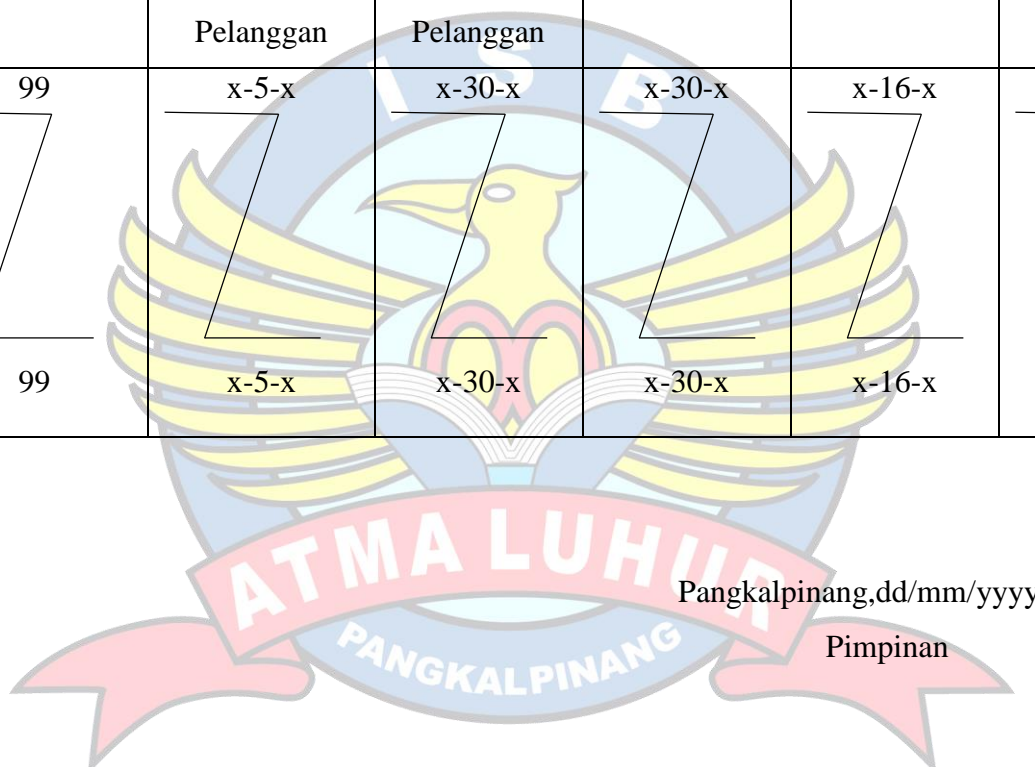 Pelanggan Pelanggan
99 x-5-x x-30-x x-30-x x-16-x
99 x-5-x x-30-x x-30-x x-16-x
ISB
ATMA LUHUR
PANGKALPINANG
Pangkalpinang,dd/mm/yyyy
Pimpinan